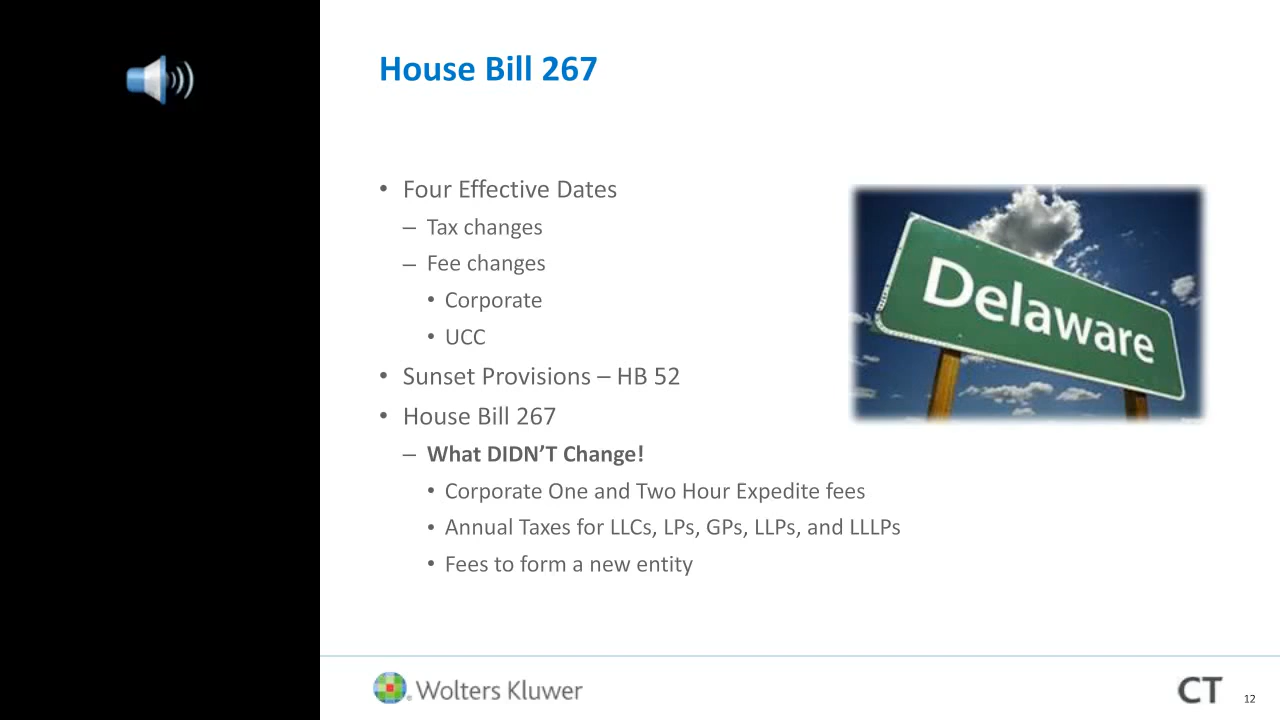 House Bill 267
• Four Effective Dates
– Tax changes
– Fee changes
• Corporate
• UCC
• Sunset Provisions – HB 52
• House Bill 267
– What DIDN’T Change!
• Corporate One and Two Hour Expedite fees
• Annual Taxes for LLCs, LPs, GPs, LLPs, and LLLPs
• Fees to form a new entity
Delaware
Wolters Kluwer
CT
12